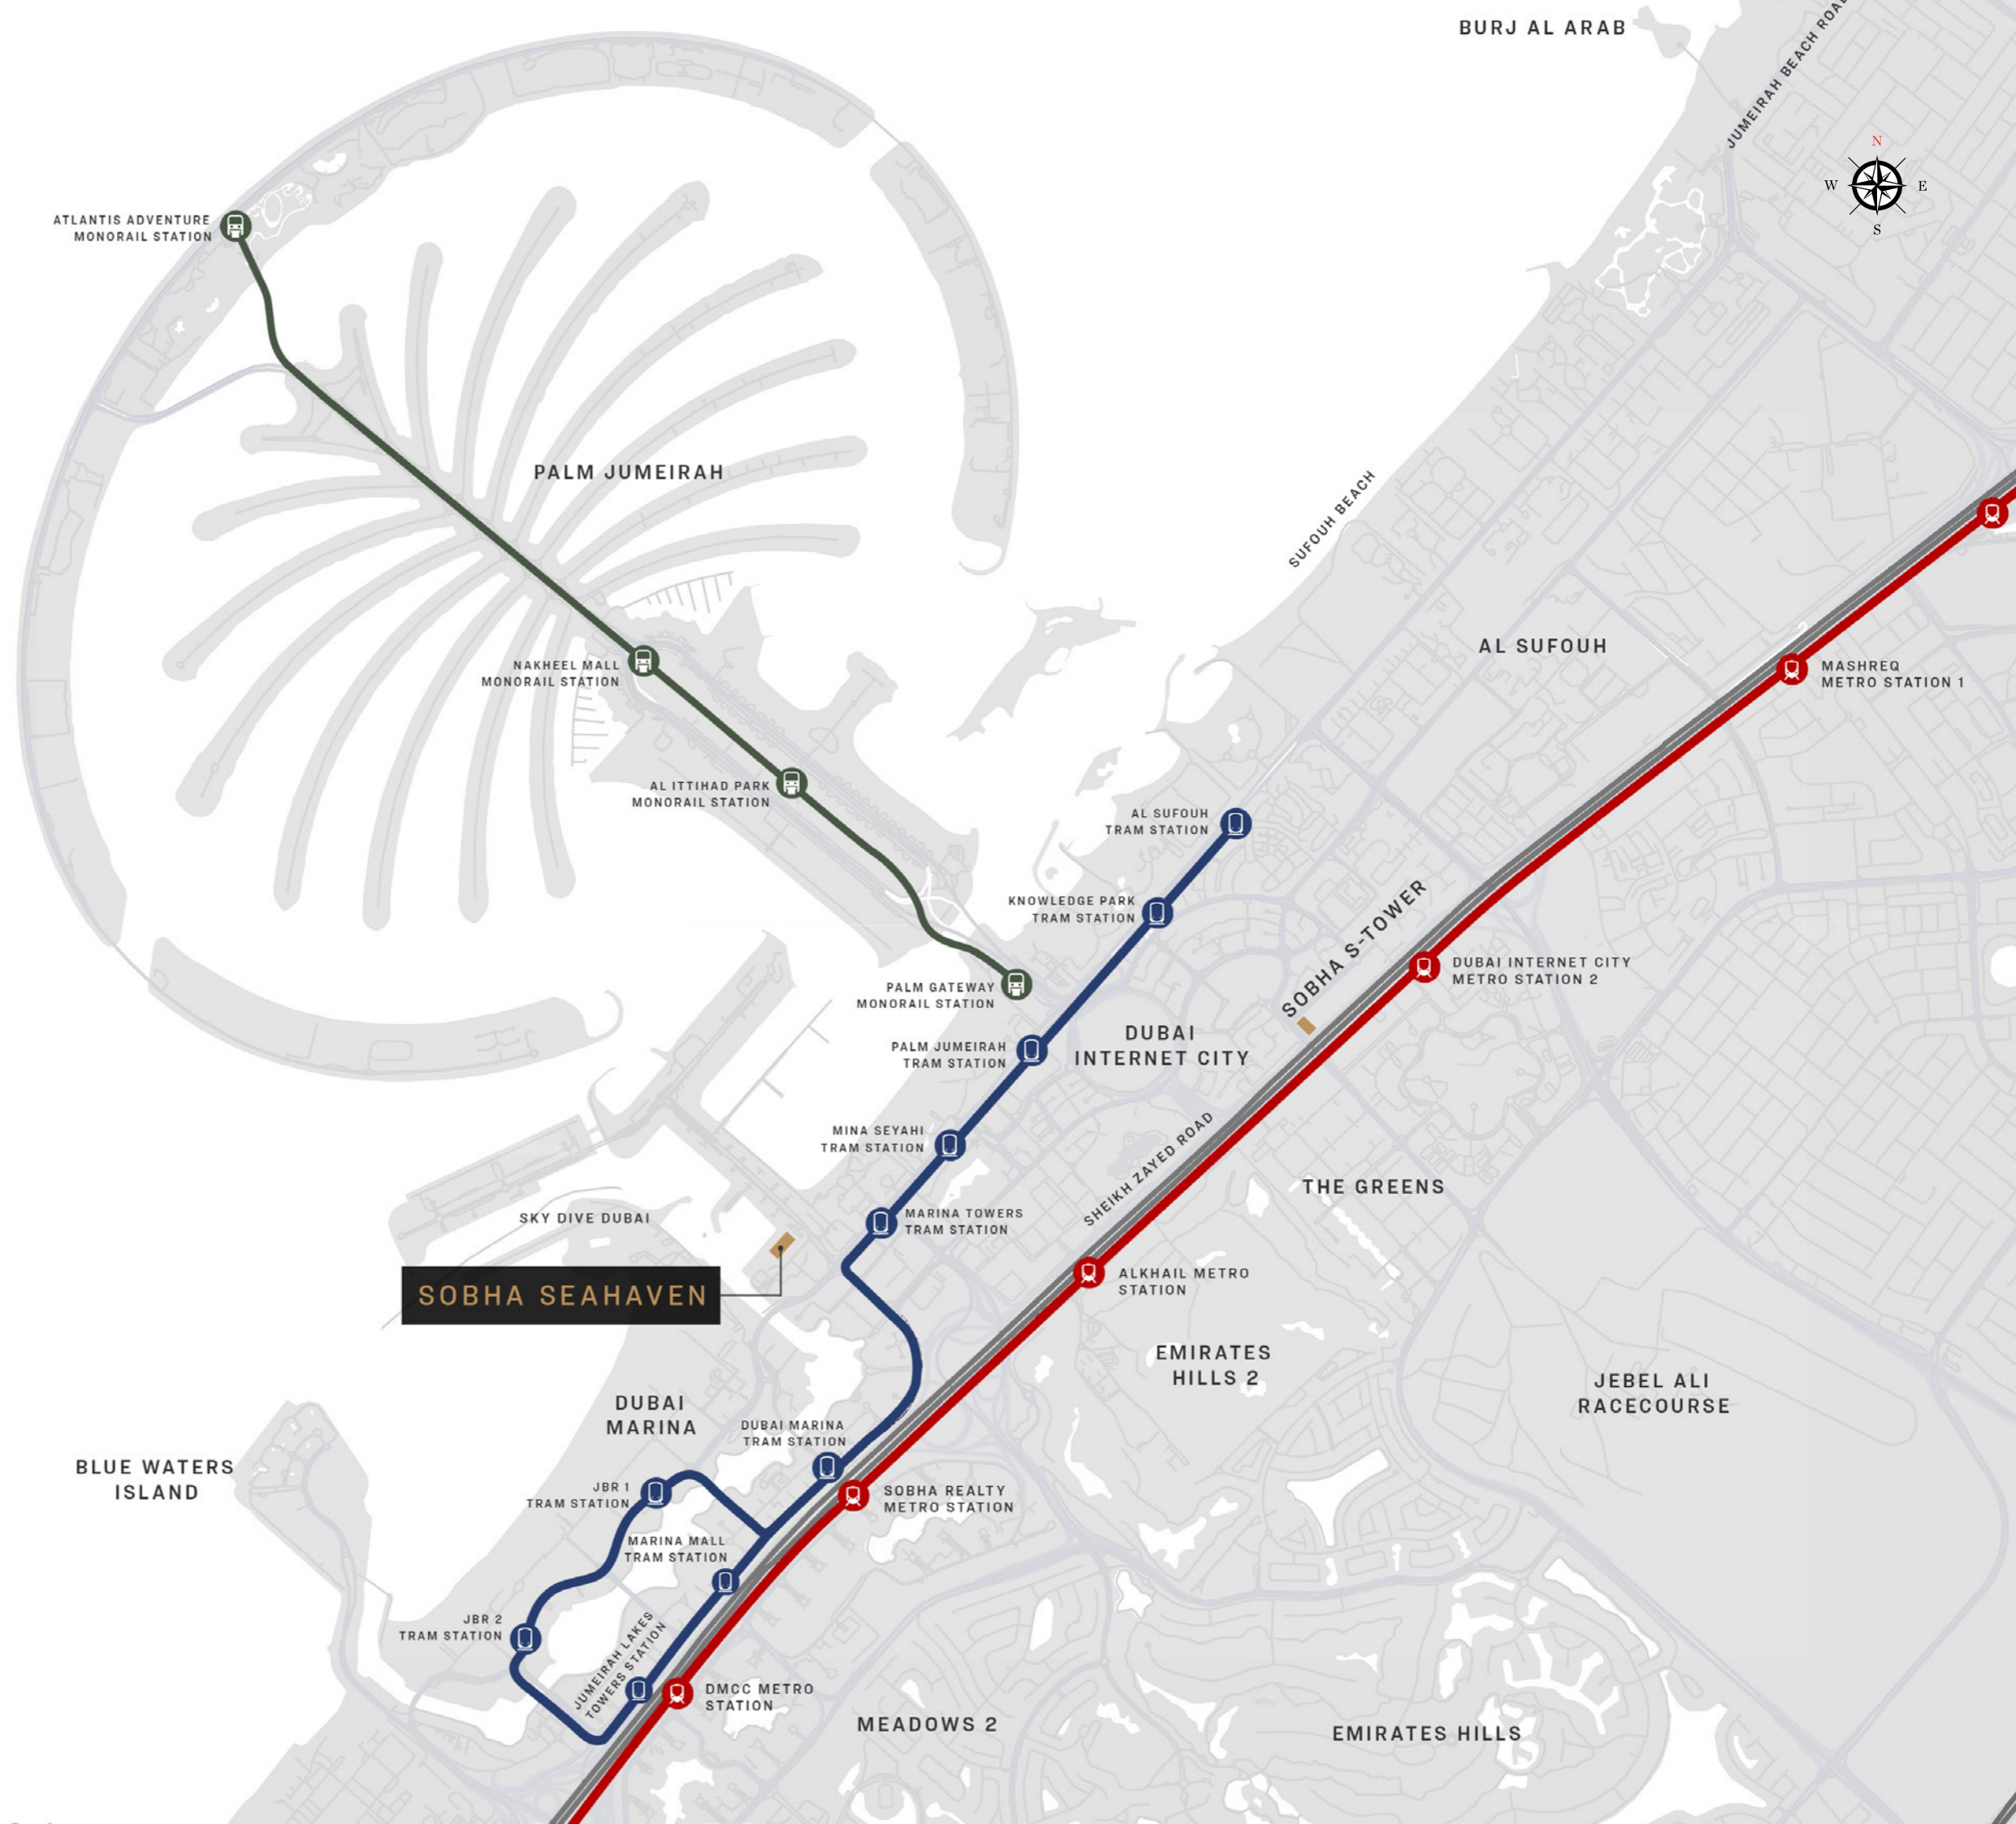 BURJ AL ARAB
JUMEIRAH BEACH ROAD
N
W
E
S
ATLANTIS ADVENTURE
MONORAIL STATION
PALM JUMEIRAH
SUFOUH BEACH
AL SUFOUH
NAKHEEL MALL
MONORAIL STATION
MASHREQ
METRO STATION 1
AL ITTIHAD PARK
MONORAIL STATION
AL SUFOUH
TRAM STATION
KNOWLEDGE PARK
TRAM STATION
SOBHA S-TOWER
DUBAI INTERNET CITY
METRO STATION 2
PALM GATEWAY
MONORAIL STATION
PALM JUMEIRAH
TRAM STATION
DUBAI
INTERNET CITY
MINA SEYAHI
TRAM STATION
SHEIKH ZAYED ROAD
THE GREENS
SKY DIVE DUBAI
MARINA TOWERS
TRAM STATION
SOBHA SEAHAVEN
ALKHAIL METRO
STATION
EMIRATES
HILLS 2
JEBEL ALI
RACECOURSE
DUBAI
MARINA
DUBAI MARINA
TRAM STATION
BLUE WATERS
ISLAND
JBR 1
TRAM STATION
SOBHA REALTY
METRO STATION
MARINA MALL
TRAM STATION
JBR 2
TRAM STATION
JUMEIRAH LAKES
TOWERS STATION
DMCC METRO
STATION
MEADOWS 2
EMIRATES HILLS